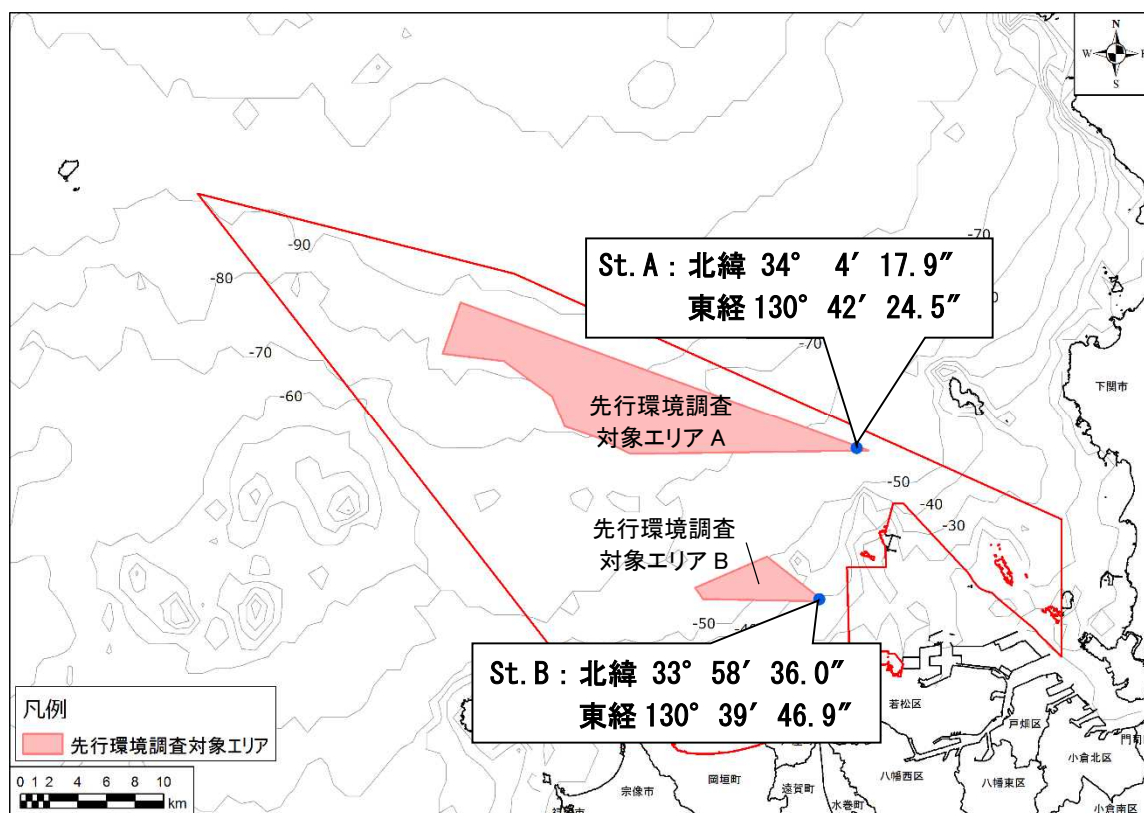 N
W
E
S
-70
-90
-80
St.A：北緯 34° 4′ 17.9″
東経 130° 42′ 24.5″
-70
-70
-60
下関市
先行環境調査
対象エリア A
-50
-40
-30
先行環境調査
対象エリア B
-50
St.B：北緯 33° 58′ 36.0″
東経 130° 39′ 46.9″
凡例
先行環境調査対象エリア
若松区
戸畑区
小倉北区
八幡西区
八幡東区
小倉南区
宗像市
岡垣町
遠賀町
水巻町
0 1 2 4 6 8 10
km